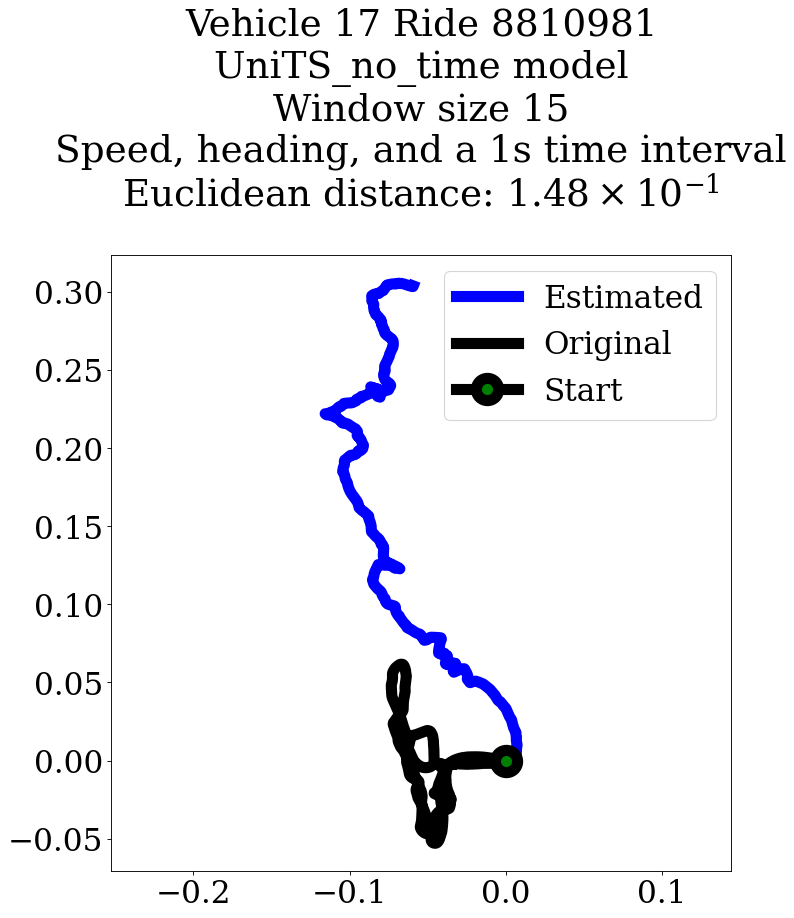 Vehicle 17 Ride 8810981
UniTS_no_time model
Window size 15
Speed, heading, and a 1s time interval
Euclidean distance: 1.48 × 10⁻¹
Estimated
Original
Start
0.30
0.25
0.20
0.15
0.10
0.05
0.00
−0.05
−0.2
−0.1
0.0
0.1